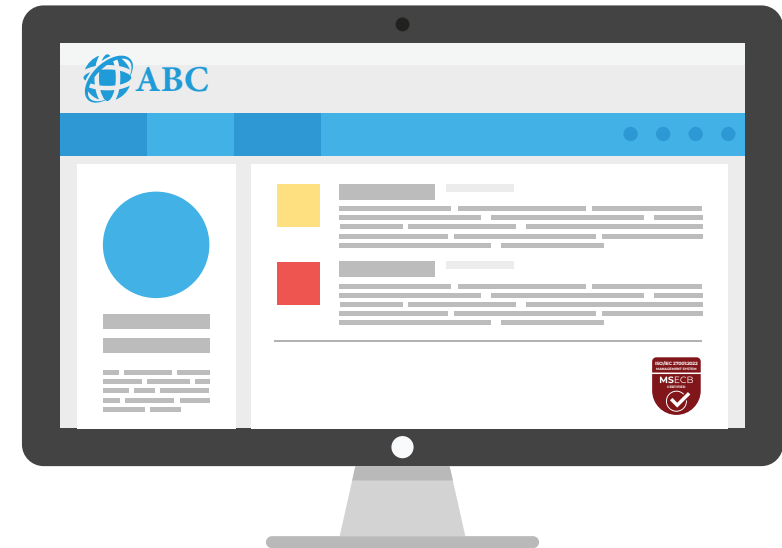 ABC
ISO/IEC 27001:2022
MANAGEMENT SYSTEM
MSECB
CERTIFIED